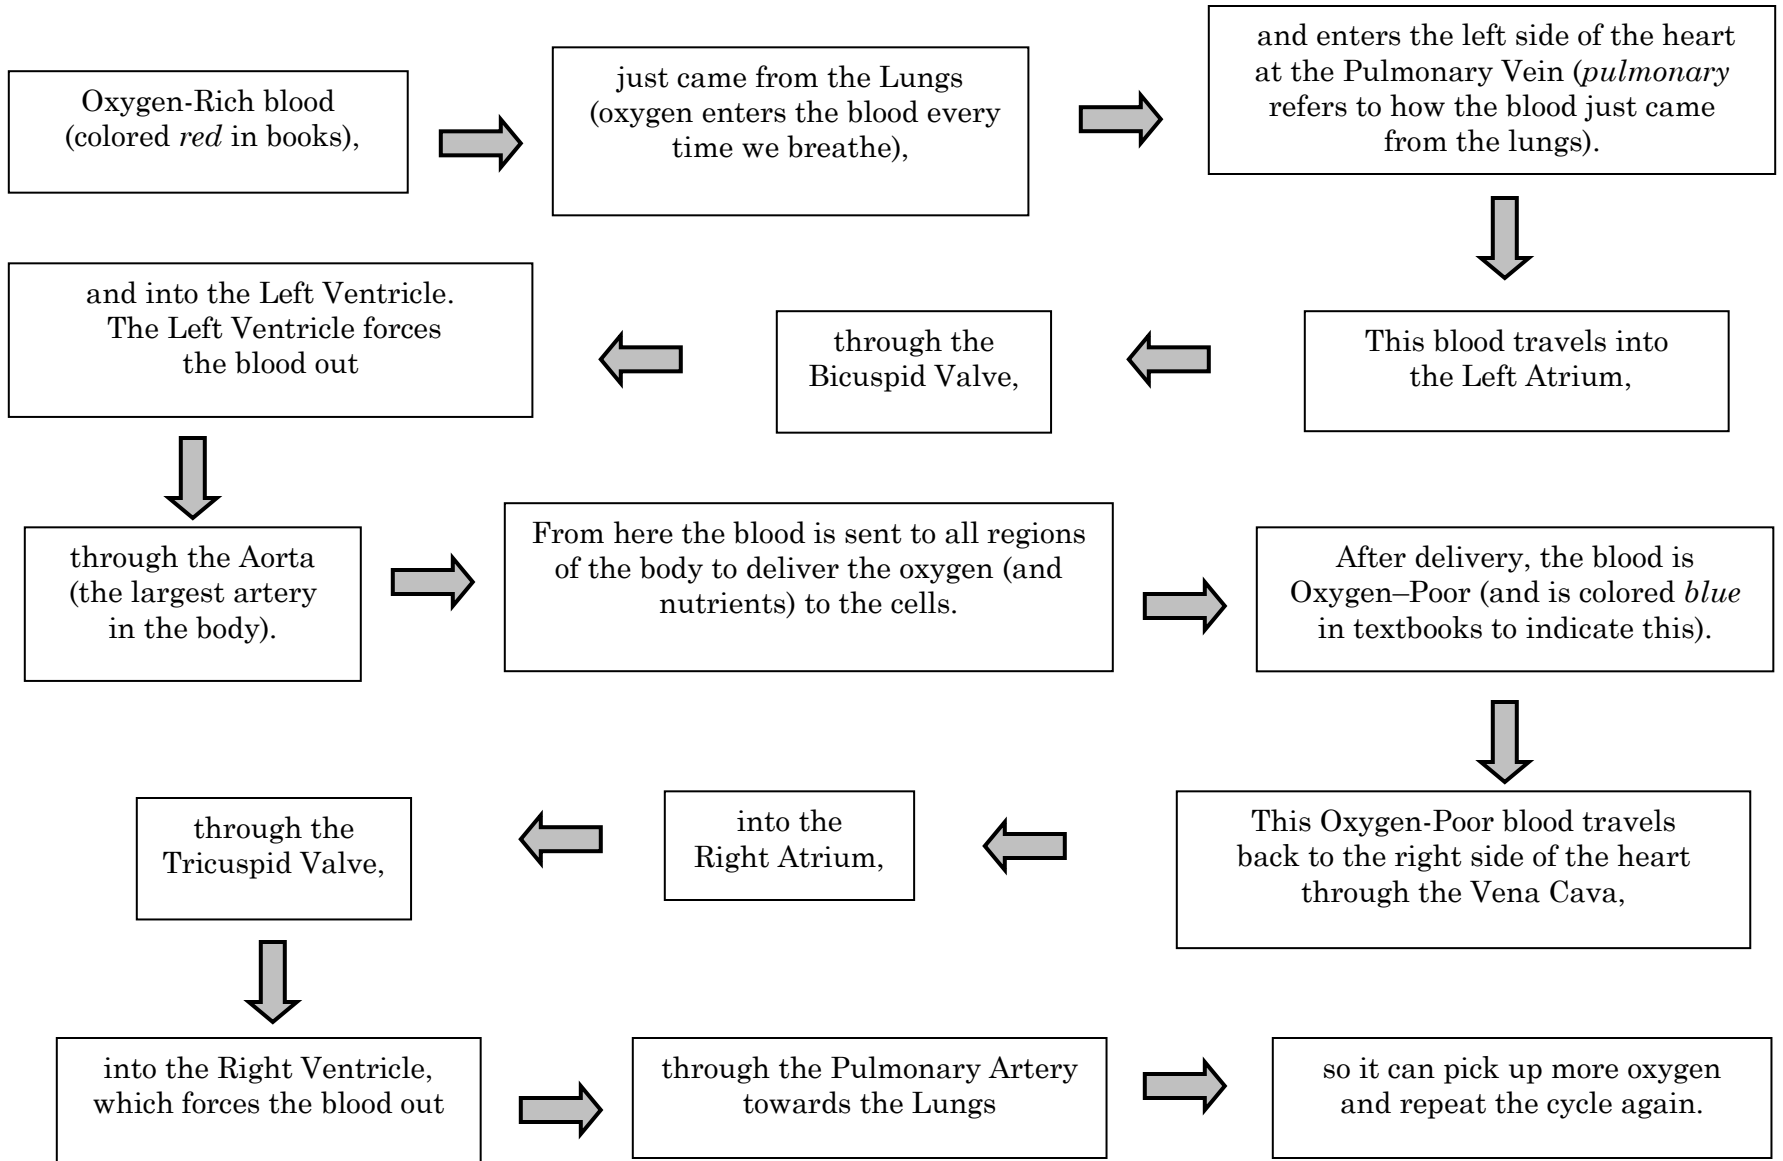 Oxygen-Rich blood
(colored red in books),
just came from the Lungs
(oxygen enters the blood every
time we breathe),
and enters the left side of the heart
at the Pulmonary Vein (pulmonary
refers to how the blood just came
from the lungs).
This blood travels into
the Left Atrium,
through the
Bicuspid Valve,
and into the Left Ventricle.
The Left Ventricle forces
the blood out
through the Aorta
(the largest artery
in the body).
From here the blood is sent to all regions
of the body to deliver the oxygen (and
nutrients) to the cells.
After delivery, the blood is
Oxygen–Poor (and is colored blue
in textbooks to indicate this).
This Oxygen-Poor blood travels
back to the right side of the heart
through the Vena Cava,
into the
Right Atrium,
through the
Tricuspid Valve,
into the Right Ventricle,
which forces the blood out
through the Pulmonary Artery
towards the Lungs
so it can pick up more oxygen
and repeat the cycle again.